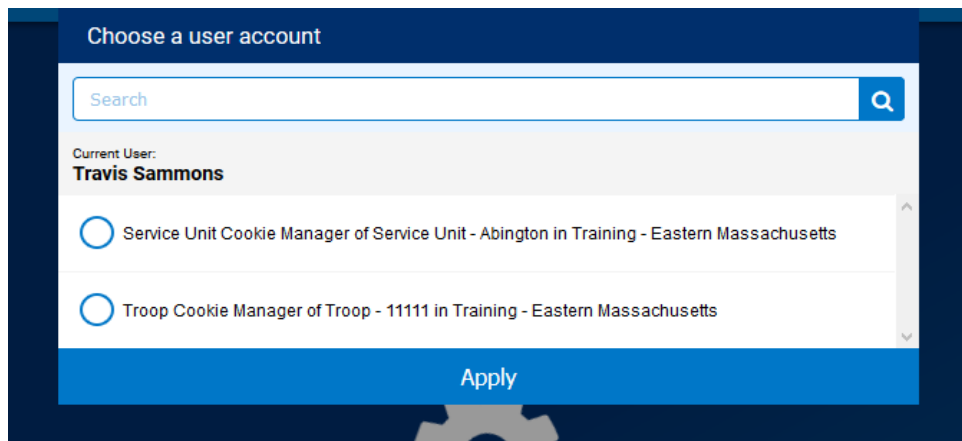 Choose a user account
Search
Current User:
Travis Sammons
Service Unit Cookie Manager of Service Unit - Abington in Training - Eastern Massachusetts
Troop Cookie Manager of Troop - 11111 in Training - Eastern Massachusetts
Apply